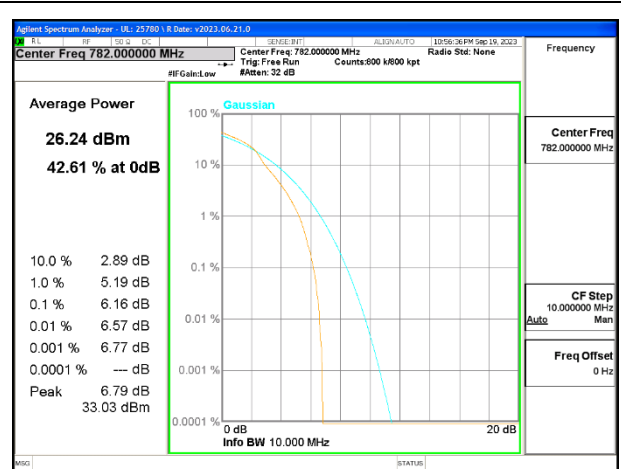 Agilent Spectrum Analyzer - UL: 25780 \ R Date: v2023.06.21.0
RL RF 50 Ω DC SENSE:INT ALIGNAUTO 10:56:36 PM Sep 19, 2023
Center Freq 782.000000 MHz
Center Freq: 782.000000 MHz Radio Std: None
Trig: Free Run Counts:800 k/800 kpt
#IFGain:Low #Atten: 32 dB
Frequency
Average Power
26.24 dBm
42.61 % at 0dB
10.0 % 2.89 dB
1.0 % 5.19 dB
0.1 % 6.16 dB
0.01 % 6.57 dB
0.001 % 6.77 dB
0.0001 % --- dB
Peak 6.79 dB
33.03 dBm
Gaussian
100 %
10 %
1 %
0.1 %
0.01 %
0.001 %
0.0001 %
0 dB 20 dB
Info BW 10.000 MHz
Center Freq
782.000000 MHz
CF Step
10.000000 MHz
Auto Man
Freq Offset
0 Hz
MSG STATUS